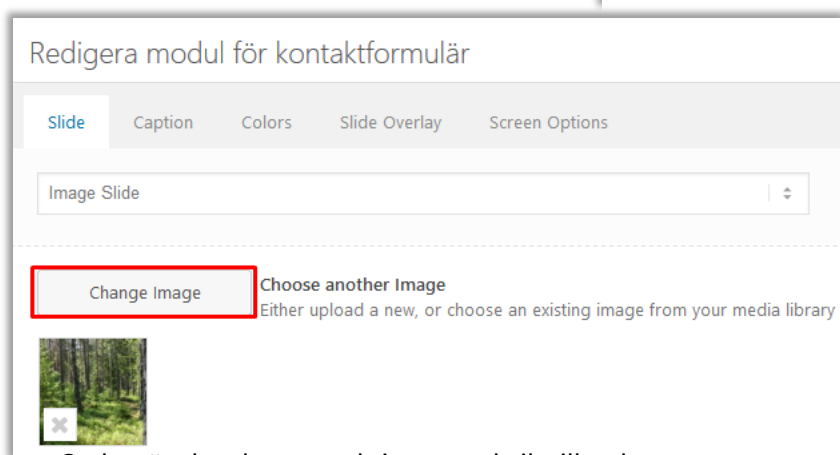 Redigera modul för kontaktformulär
Slide Caption Colors Slide Overlay Screen Options
Image Slide
Change Image
Choose another Image
Either upload a new, or choose an existing image from your media library